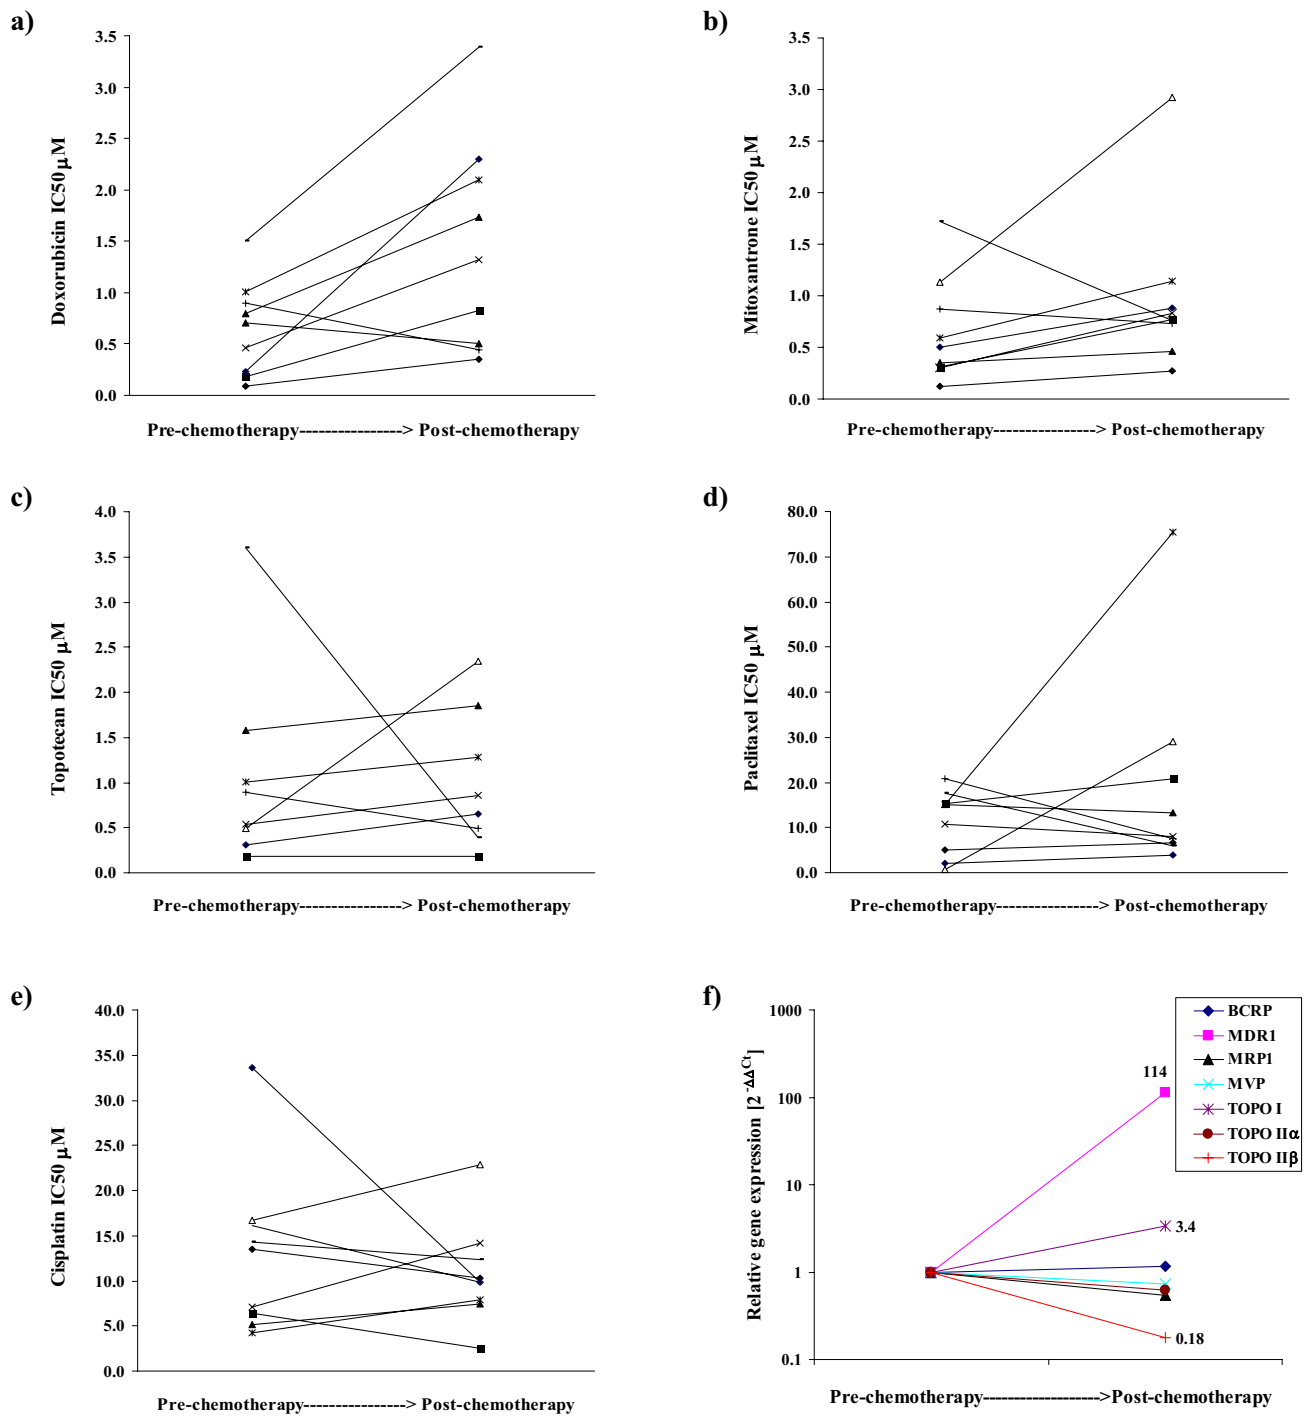 a)
3.5
3.0
2.5
2.0
1.5
1.0
0.5
0.0
Doxorubicin IC50 μM
Pre-chemotherapy----------------> Post-chemotherapy
b)
3.5
3.0
2.5
2.0
1.5
1.0
0.5
0.0
Mitoxantrone IC50 μM
Pre-chemotherapy----------------> Post-chemotherapy
c)
4.0
3.5
3.0
2.5
2.0
1.5
1.0
0.5
0.0
Topotecan IC50 μM
Pre-chemotherapy----------------> Post-chemotherapy
d)
80.0
70.0
60.0
50.0
40.0
30.0
20.0
10.0
0.0
Paclitaxel IC50 μM
Pre-chemotherapy----------------> Post-chemotherapy
e)
40.0
35.0
30.0
25.0
20.0
15.0
10.0
5.0
0.0
Cisplatin IC50 μM
Pre-chemotherapy----------------> Post-chemotherapy
f)
1000
100
10
1
0.1
Relative gene expression [2^-ΔΔCt]
114
3.4
0.18
BCRP
MDR1
MRP1
MVP
TOPO I
TOPO IIα
TOPO IIβ
Pre-chemotherapy------------------>Post-chemotherapy